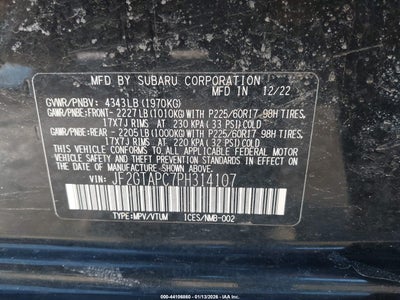 MFD. BY SUBARU CORPORATION
MFD. IN 12/22
GVWR/PNBV : 4343LB (1970KG)
GAWR/PNBE: FRONT- 2227LB (1010KG) WITH P225/60R17 98H TIRES,
17X7J RIMS AT 230 KPA ( 33 PSI) COLD
GAWR/PNBE: REAR - 2205LB (1000KG) WITH P225/60R17 98H TIRES,
17X7J RIMS AT 220 KPA ( 32 PSI) COLD
THIS VEHICLE CONFORMS TO ALL APPLICABLE FEDERAL MOTOR
VEHICLE SAFETY, BUMPER, AND THEFT PREVENTION STANDARDS
IN EFFECT ON THE DATE OF MANUFACTURE SHOWN ABOVE.
VIN: JF2GTAPC7PH314107
TYPE: MPV/VTUM ICES/NMB-002
000-44106060 - 01/13/2026 - IAAI.COM